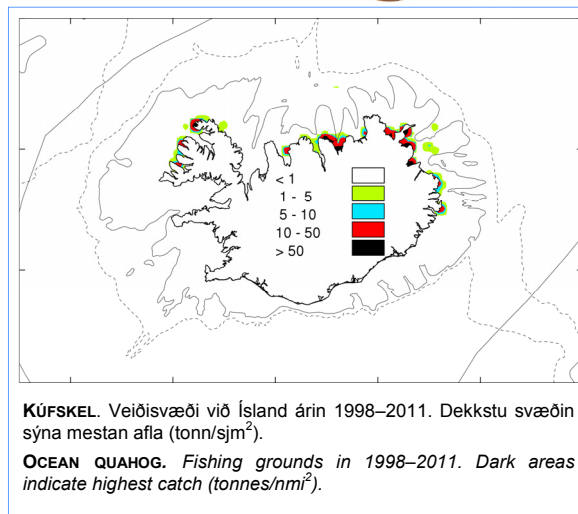 < 1
1 - 5
5 - 10
10 - 50
> 50
KÚFSKEL. Veiðisvæði við Ísland árin 1998–2011. Dekkstu svæðin
sýna mestan afla (tonn/sjm²).
OCEAN QUAHOG. Fishing grounds in 1998–2011. Dark areas
indicate highest catch (tonnes/nmi²).